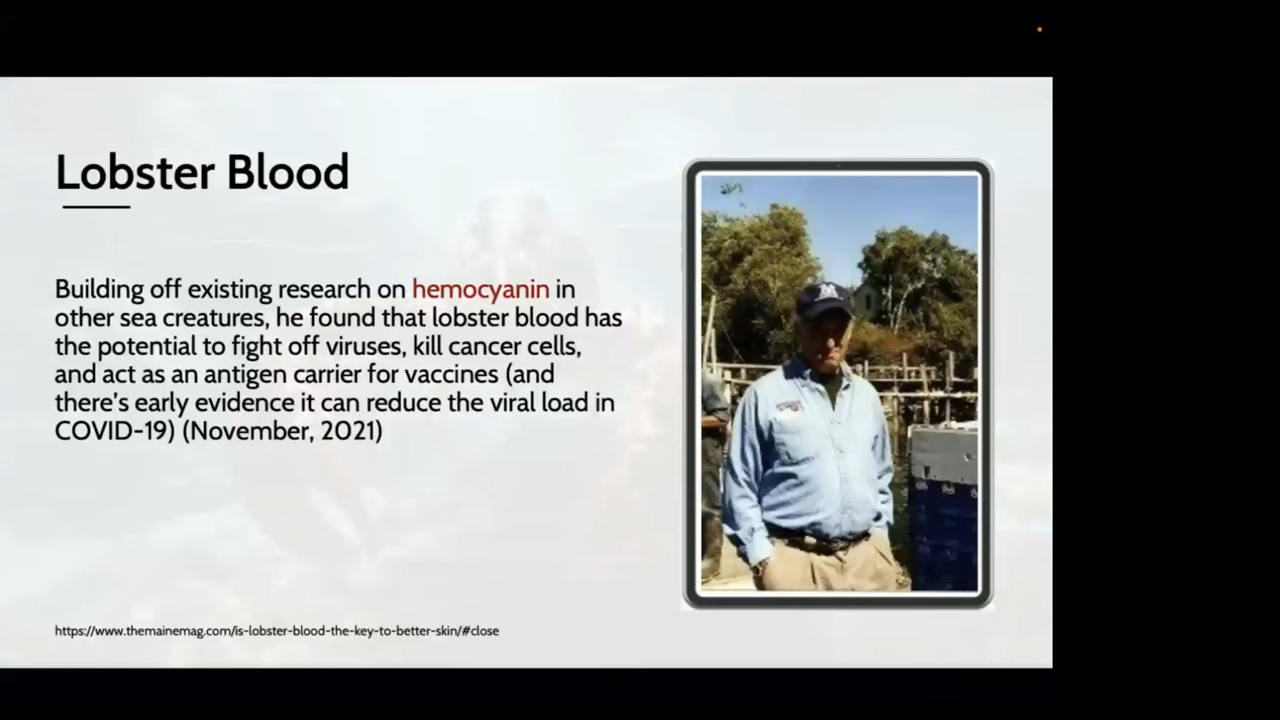 Lobster Blood
Building off existing research on hemocyanin in
other sea creatures, he found that lobster blood has
the potential to fight off viruses, kill cancer cells,
and act as an antigen carrier for vaccines (and
there's early evidence it can reduce the viral load in
COVID-19) (November, 2021)
M
https://www.themainemag.com/is-lobster-blood-the-key-to-better-skin/#close